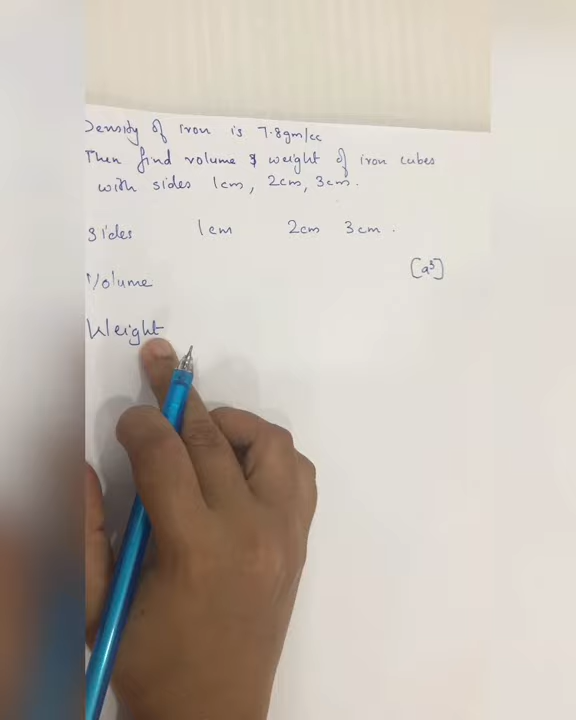 Density of iron is 7.8gm/cc
Then find volume & weight of iron cubes
with sides 1cm, 2cm, 3cm.
Sides 1cm 2cm 3cm.
[a³]
Volume
Weight